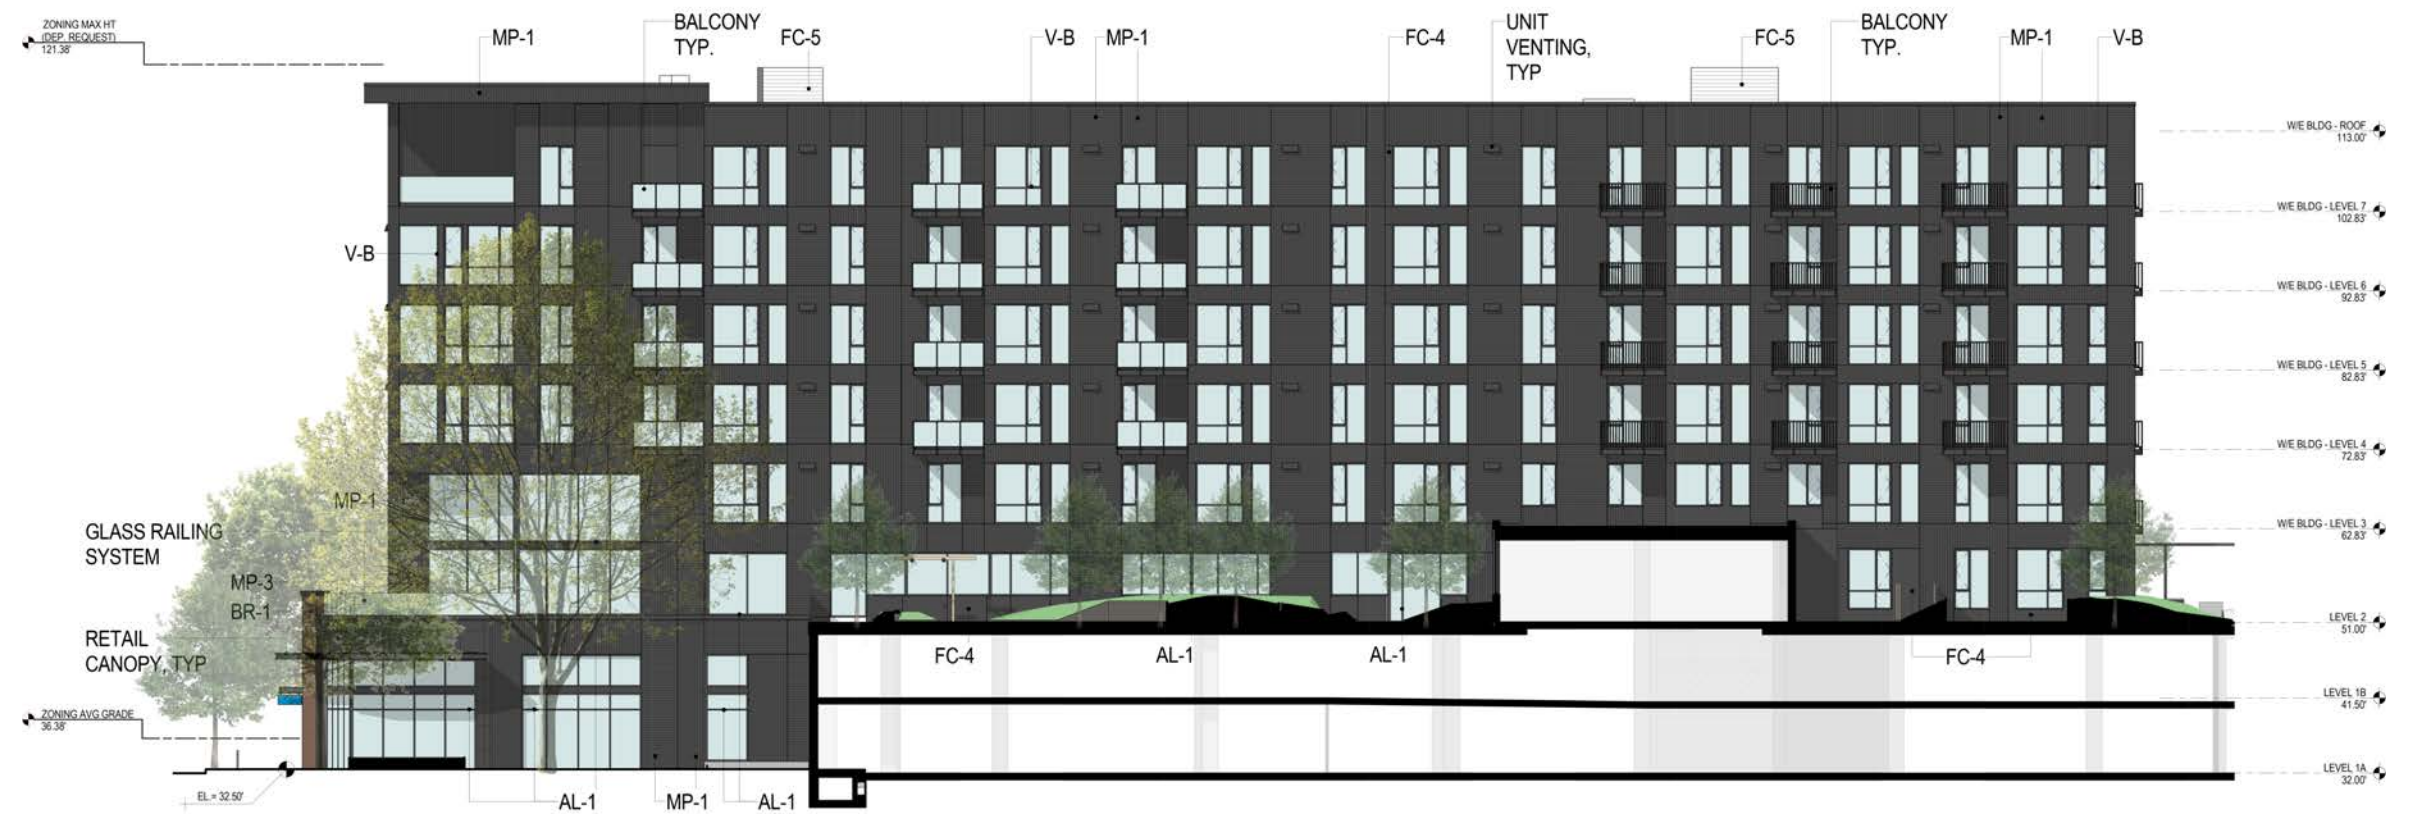 ZONING MAX HT
(DEP. REQUEST)
121.38'
MP-1
BALCONY
TYP.
FC-5
V-B
MP-1
FC-4
UNIT
VENTING,
TYP
FC-5
BALCONY
TYP.
MP-1
V-B
W/E BLDG - ROOF
113.00'
W/E BLDG - LEVEL 7
102.83'
V-B
W/E BLDG - LEVEL 6
92.83'
W/E BLDG - LEVEL 5
82.83'
W/E BLDG - LEVEL 4
72.83'
MP-1
GLASS RAILING
SYSTEM
W/E BLDG - LEVEL 3
62.83'
MP-3
BR-1
LEVEL 2
51.00'
RETAIL
CANOPY, TYP
FC-4
AL-1
AL-1
FC-4
LEVEL 1B
41.50'
ZONING AVG GRADE
36.38'
LEVEL 1A
32.00'
EL.= 32.50'
AL-1
MP-1
AL-1